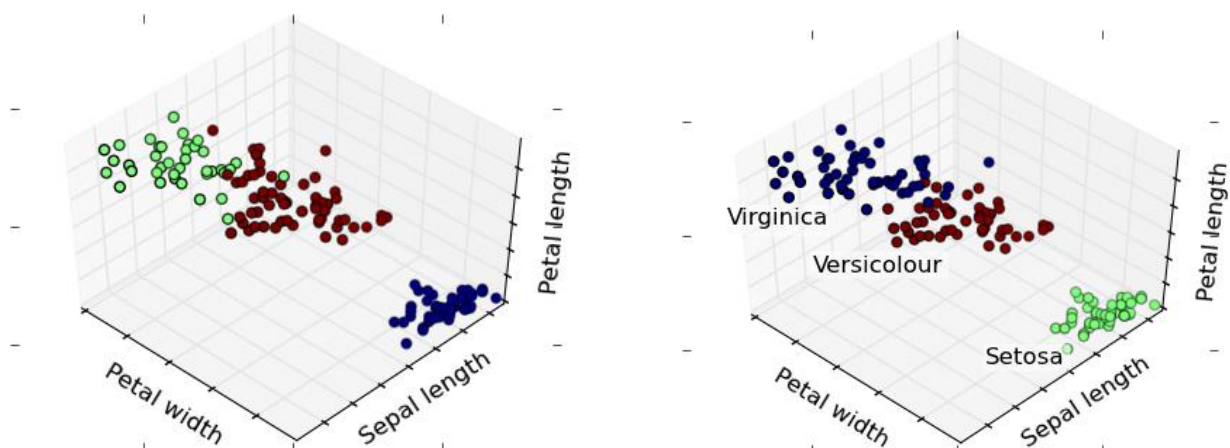 Petal width
Sepal length
Petal length
Virginica
Versicolour
Setosa
Petal width
Sepal length
Petal length